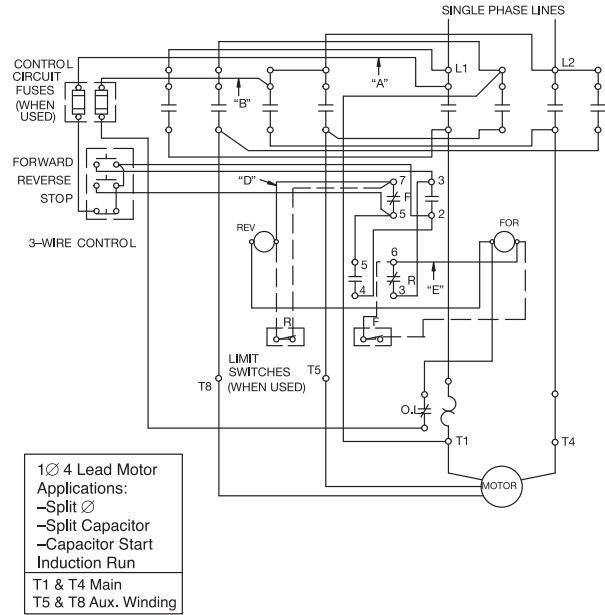 SINGLE PHASE LINES
CONTROL
CIRCUIT
FUSES
(WHEN
USED)
"A"
L1
L2
"B"
FORWARD
REVERSE
STOP
3–WIRE CONTROL
"D"
7
3
F
5
2
REV
FOR
5
6
R
4
3
"E"
R
F
LIMIT
SWITCHES
(WHEN USED)
T8
T5
O.L
T1
T4
MOTOR
1∅ 4 Lead Motor
Applications:
–Split ∅
–Split Capacitor
–Capacitor Start
Induction Run
T1 & T4 Main
T5 & T8 Aux. Winding